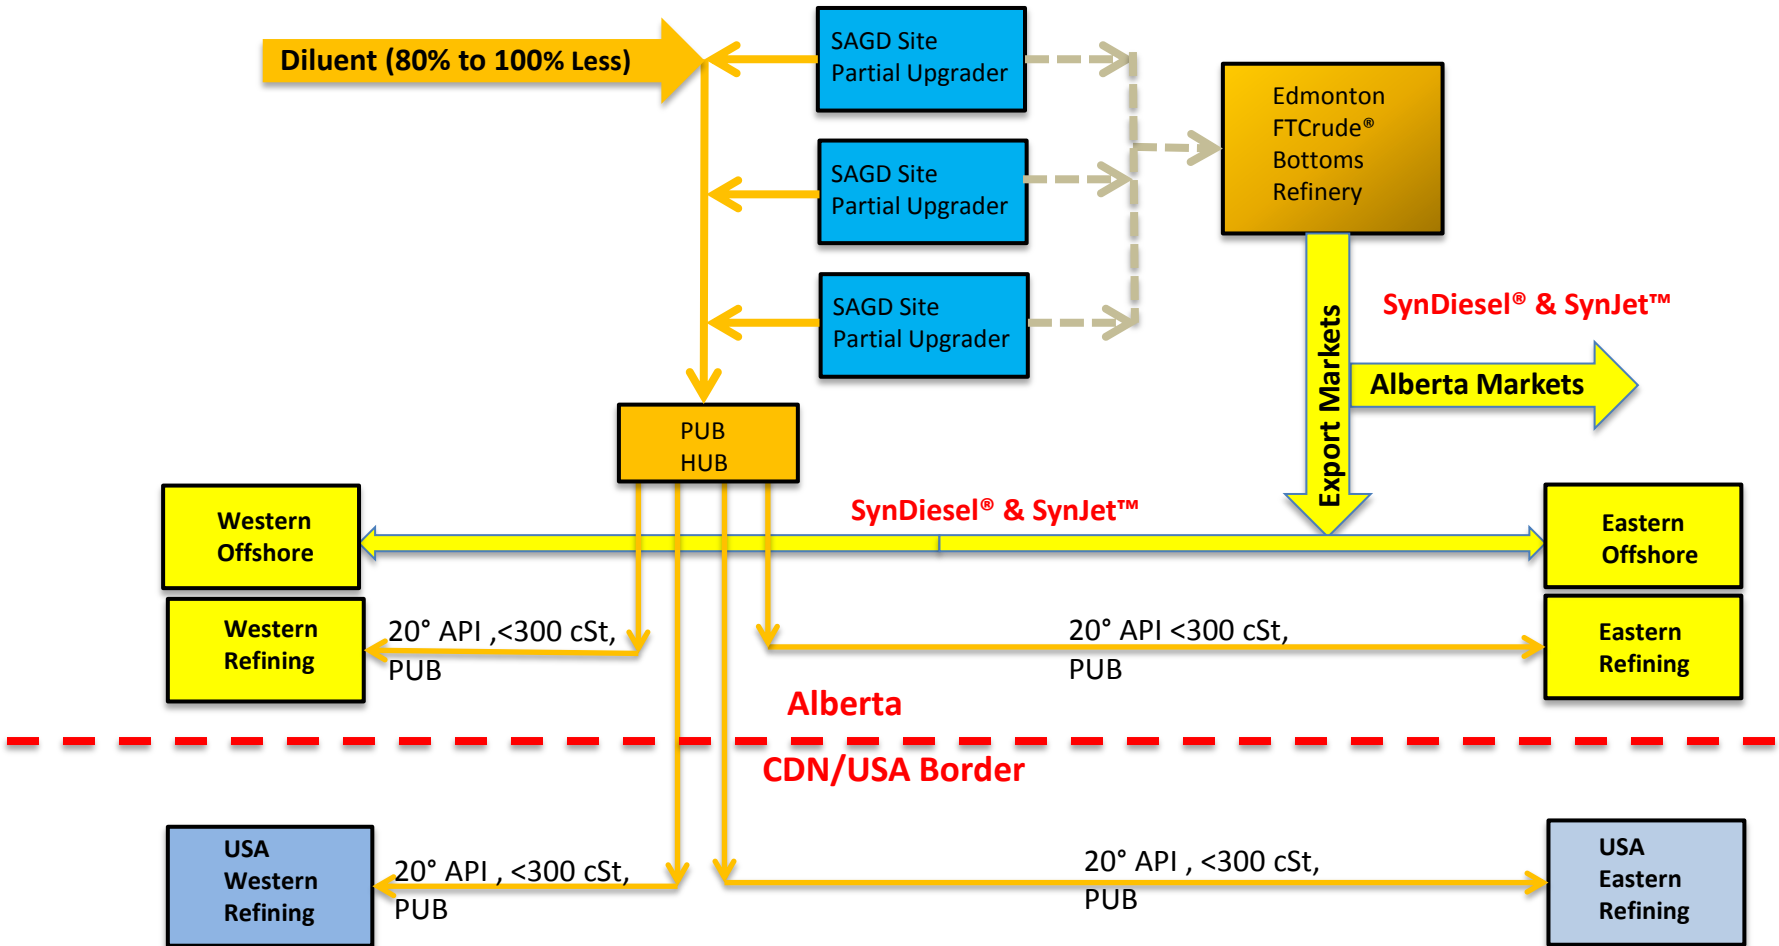 Diluent (80% to 100% Less)
SAGD Site
Partial Upgrader
SAGD Site
Partial Upgrader
SAGD Site
Partial Upgrader
Edmonton
FTCrude®
Bottoms
Refinery
SynDiesel® & SynJet™
Export Markets
Alberta Markets
PUB
HUB
SynDiesel® & SynJet™
Western
Offshore
Eastern
Offshore
Western
Refining
20° API ,<300 cSt,
PUB
20° API <300 cSt,
PUB
Eastern
Refining
Alberta
CDN/USA Border
USA
Western
Refining
20° API , <300 cSt,
PUB
20° API , <300 cSt,
PUB
USA
Eastern
Refining